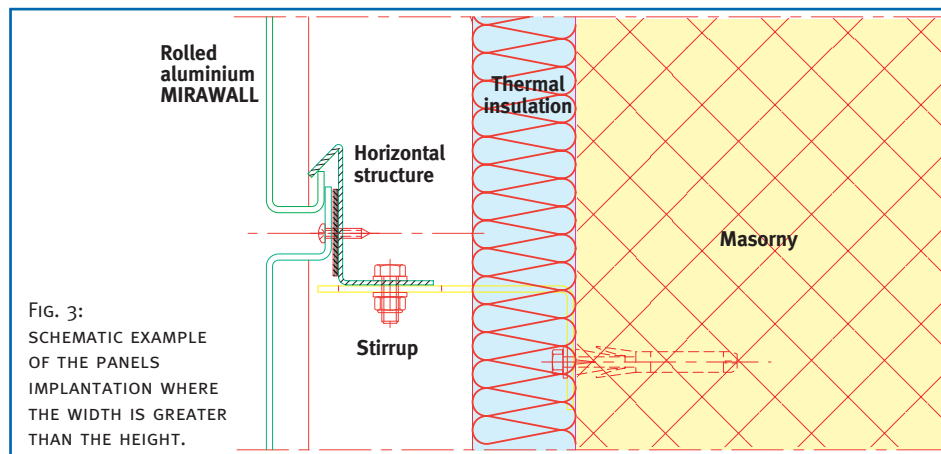 Rolled
aluminium
MIRAWALL
Thermal
insulation
Horizontal
structure
Masorny
Stirrup
FIG. 3:
SCHEMATIC EXAMPLE
OF THE PANELS
IMPLANTATION WHERE
THE WIDTH IS GREATER
THAN THE HEIGHT.